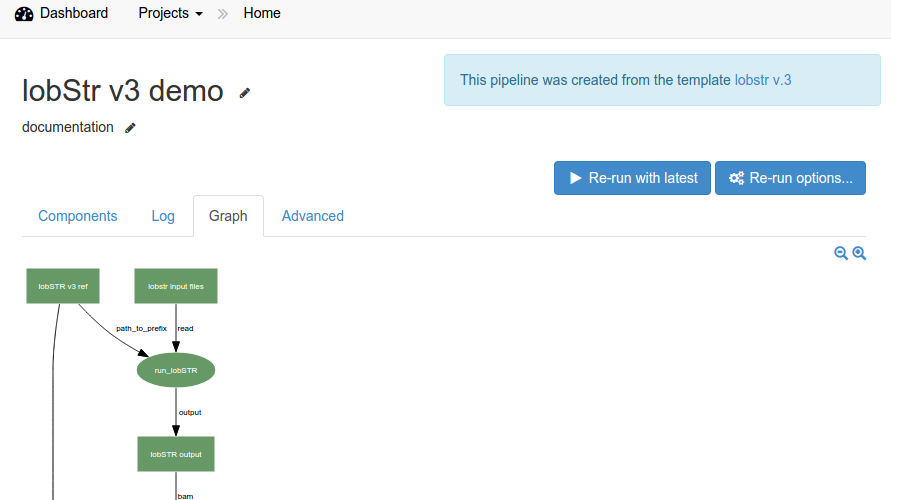 Dashboard Projects Home
lobStr v3 demo
This pipeline was created from the template lobstr v.3
documentation
Re-run with latest Re-run options...
Components Log Graph Advanced
lobSTR v3 ref lobstr input files
path_to_prefix read
run_lobSTR
output
lobSTR output
bam